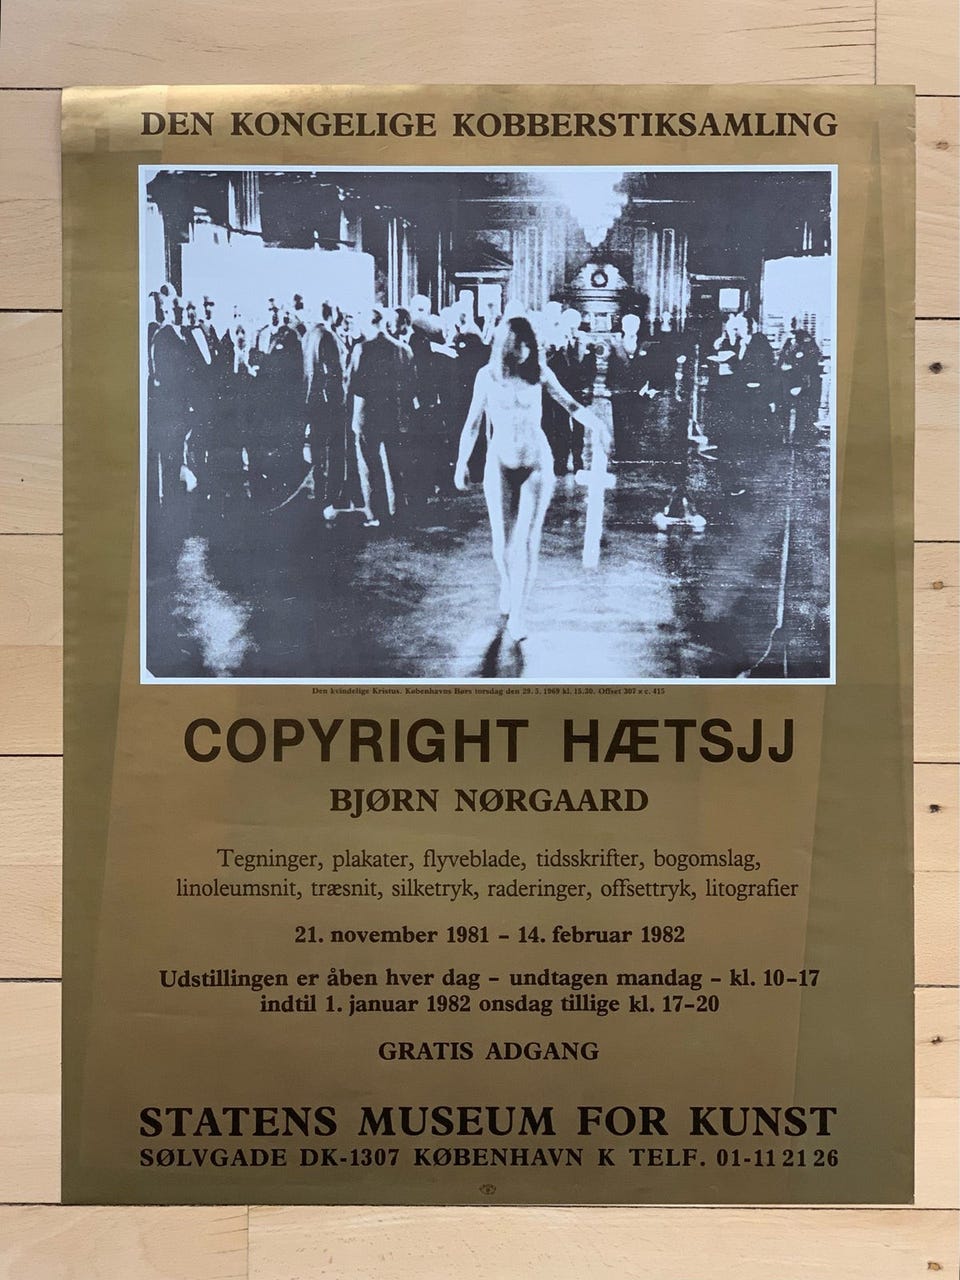 DEN KONGELIGE KOBBERSTIKSAMLING
Den kvindelige Kristus. Københavns Børs torsdag den 29. 5. 1969 kl. 15.30. Offset 307 x c. 415
COPYRIGHT HÆTSJJ
BJØRN NØRGAARD
Tegninger, plakater, flyveblade, tidsskrifter, bogomslag,
linoleumsnit, træsnit, silketryk, raderinger, offsettryk, litografier
21. november 1981 – 14. februar 1982
Udstillingen er åben hver dag – undtagen mandag – kl. 10–17
indtil 1. januar 1982 onsdag tillige kl. 17–20
GRATIS ADGANG
STATENS MUSEUM FOR KUNST
SØLVGADE DK-1307 KØBENHAVN K TELF. 01-11 21 26